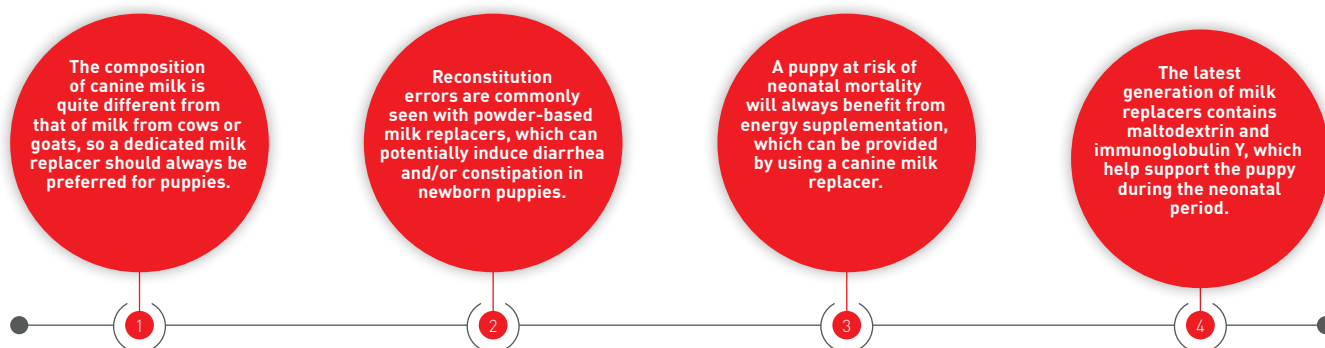 The composition
of canine milk is
quite different from
that of milk from cows or
goats, so a dedicated milk
replacer should always be
preferred for puppies.
Reconstitution
errors are commonly
seen with powder-based
milk replacers, which can
potentially induce diarrhea
and/or constipation in
newborn puppies.
A puppy at risk of
neonatal mortality
will always benefit from
energy supplementation,
which can be provided
by using a canine milk
replacer.
The latest
generation of milk
replacers contains
maltodextrin and
immunoglobulin Y, which
help support the puppy
during the neonatal
period.
1
2
3
4